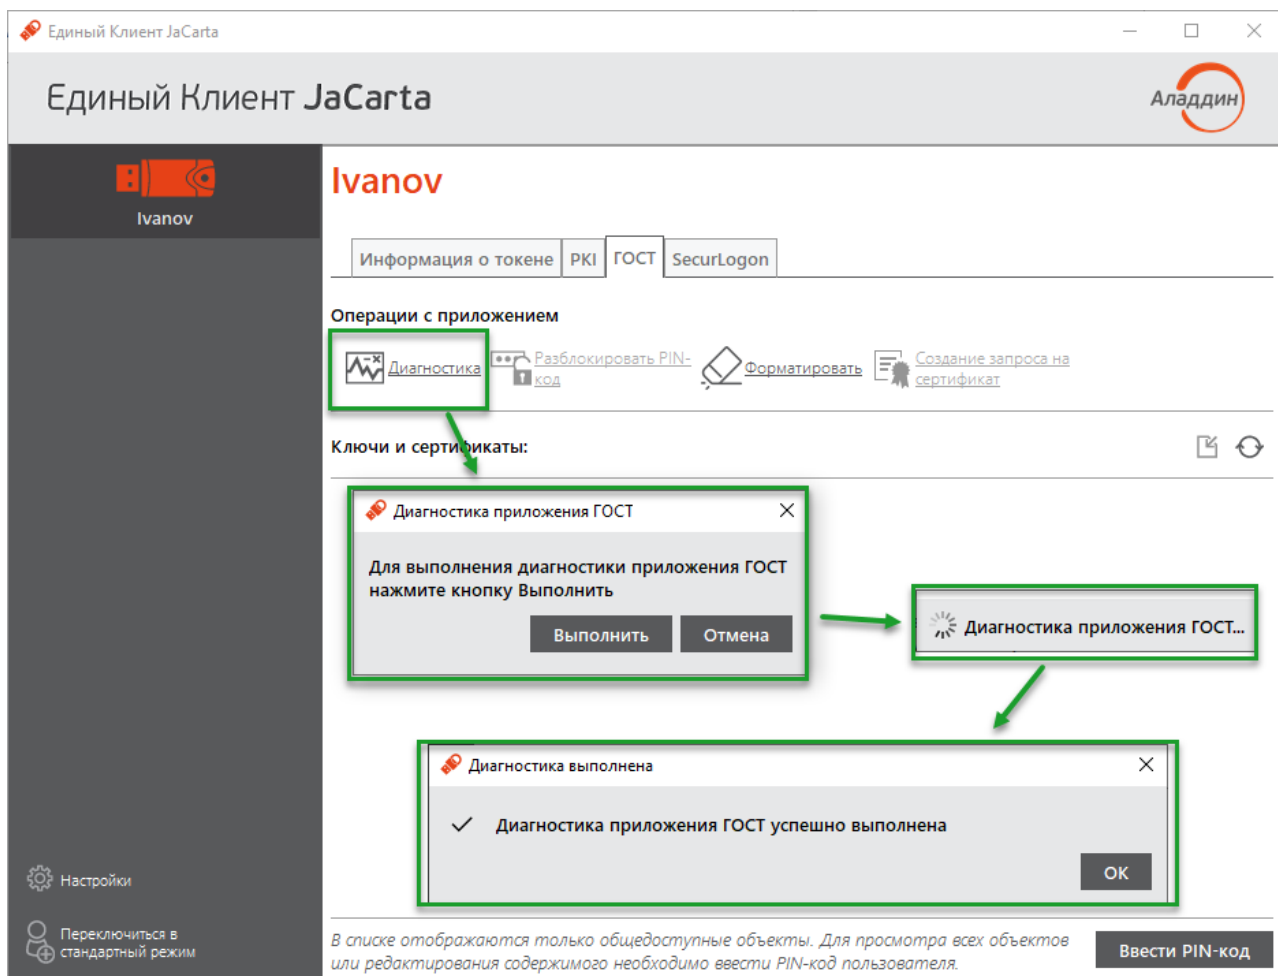 Единый Клиент JaCarta
Единый Клиент JaCarta
Аладдин
Ivanov
Ivanov
Информация о токене
PKI
ГОСТ
SecurLogon
Операции с приложением
Диагностика
Разблокировать PIN-
код
Форматировать
Создание запроса на
сертификат
Ключи и сертификаты:
Диагностика приложения ГОСТ
Для выполнения диагностики приложения ГОСТ
нажмите кнопку Выполнить
Выполнить
Отмена
Диагностика приложения ГОСТ...
Диагностика выполнена
Диагностика приложения ГОСТ успешно выполнена
ОК
Настройки
Переключиться в
стандартный режим
В списке отображаются только общедоступные объекты. Для просмотра всех объектов
или редактирования содержимого необходимо ввести PIN-код пользователя.
Ввести PIN-код